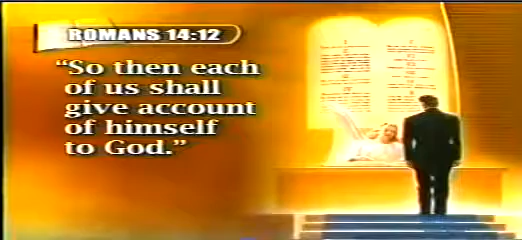 ROMANS 14:12
“So then each
of us shall
give account
of himself
to God.”